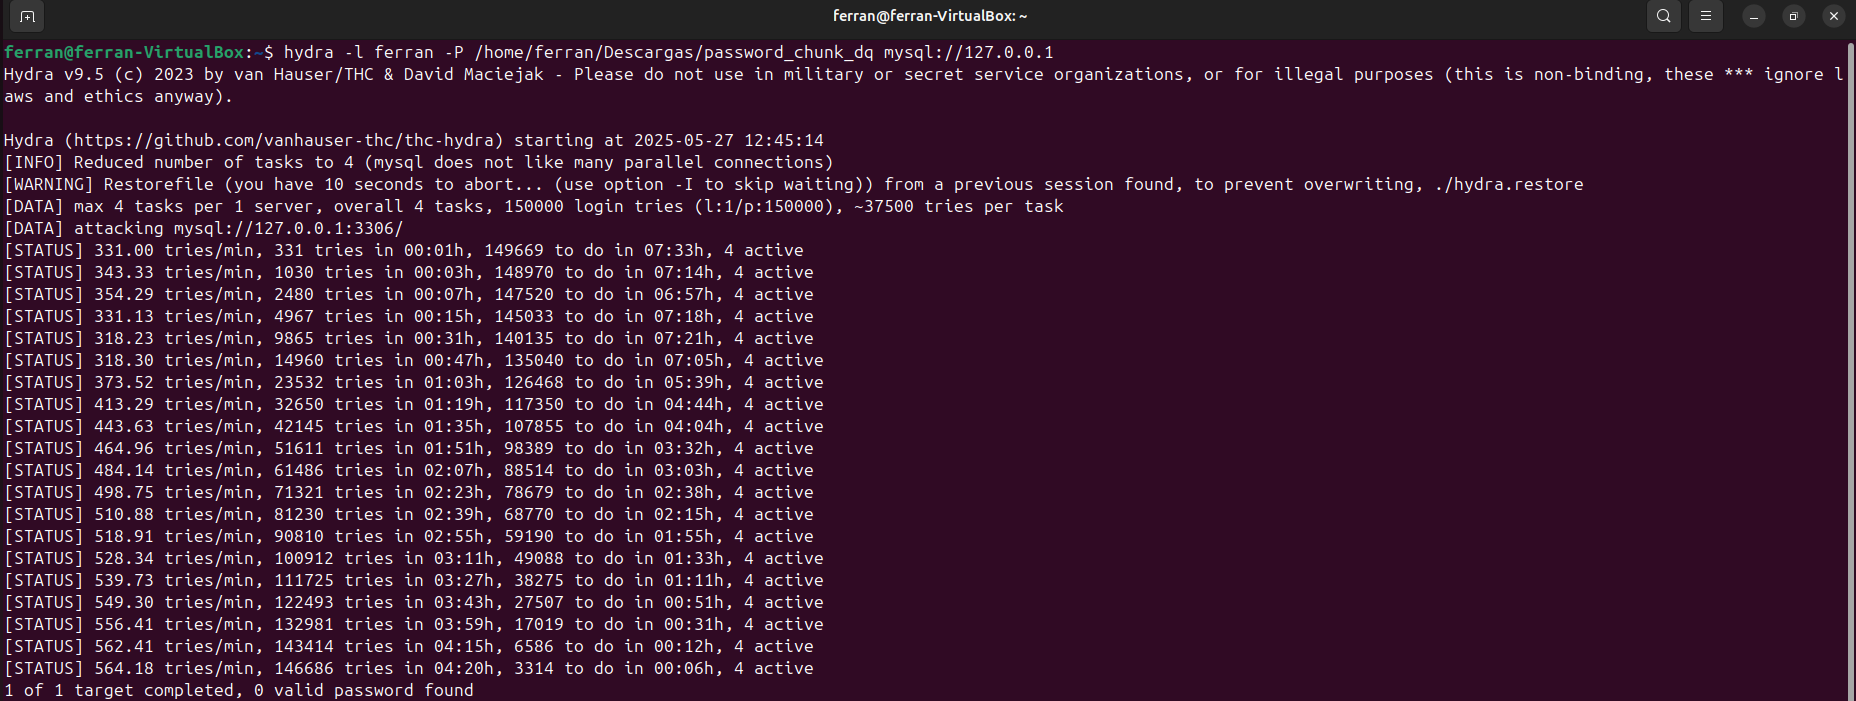 ferran@ferran-VirtualBox: ~
ferran@ferran-VirtualBox:~$ hydra -l ferran -P /home/ferran/Descargas/password_chunk_dq mysql://127.0.0.1
Hydra v9.5 (c) 2023 by van Hauser/THC & David Maciejak - Please do not use in military or secret service organizations, or for illegal purposes (this is non-binding, these *** ignore l
aws and ethics anyway).
Hydra (https://github.com/vanhauser-thc/thc-hydra) starting at 2025-05-27 12:45:14
[INFO] Reduced number of tasks to 4 (mysql does not like many parallel connections)
[WARNING] Restorefile (you have 10 seconds to abort... (use option -I to skip waiting)) from a previous session found, to prevent overwriting, ./hydra.restore
[DATA] max 4 tasks per 1 server, overall 4 tasks, 150000 login tries (l:1/p:150000), ~37500 tries per task
[DATA] attacking mysql://127.0.0.1:3306/
[STATUS] 331.00 tries/min, 331 tries in 00:01h, 149669 to do in 07:33h, 4 active
[STATUS] 343.33 tries/min, 1030 tries in 00:03h, 148970 to do in 07:14h, 4 active
[STATUS] 354.29 tries/min, 2480 tries in 00:07h, 147520 to do in 06:57h, 4 active
[STATUS] 331.13 tries/min, 4967 tries in 00:15h, 145033 to do in 07:18h, 4 active
[STATUS] 318.23 tries/min, 9865 tries in 00:31h, 140135 to do in 07:21h, 4 active
[STATUS] 318.30 tries/min, 14960 tries in 00:47h, 135040 to do in 07:05h, 4 active
[STATUS] 373.52 tries/min, 23532 tries in 01:03h, 126468 to do in 05:39h, 4 active
[STATUS] 413.29 tries/min, 32650 tries in 01:19h, 117350 to do in 04:44h, 4 active
[STATUS] 443.63 tries/min, 42145 tries in 01:35h, 107855 to do in 04:04h, 4 active
[STATUS] 464.96 tries/min, 51611 tries in 01:51h, 98389 to do in 03:32h, 4 active
[STATUS] 484.14 tries/min, 61486 tries in 02:07h, 88514 to do in 03:03h, 4 active
[STATUS] 498.75 tries/min, 71321 tries in 02:23h, 78679 to do in 02:38h, 4 active
[STATUS] 510.88 tries/min, 81230 tries in 02:39h, 68770 to do in 02:15h, 4 active
[STATUS] 518.91 tries/min, 90810 tries in 02:55h, 59190 to do in 01:55h, 4 active
[STATUS] 528.34 tries/min, 100912 tries in 03:11h, 49088 to do in 01:33h, 4 active
[STATUS] 539.73 tries/min, 111725 tries in 03:27h, 38275 to do in 01:11h, 4 active
[STATUS] 549.30 tries/min, 122493 tries in 03:43h, 27507 to do in 00:51h, 4 active
[STATUS] 556.41 tries/min, 132981 tries in 03:59h, 17019 to do in 00:31h, 4 active
[STATUS] 562.41 tries/min, 143414 tries in 04:15h, 6586 to do in 00:12h, 4 active
[STATUS] 564.18 tries/min, 146686 tries in 04:20h, 3314 to do in 00:06h, 4 active
1 of 1 target completed, 0 valid password found